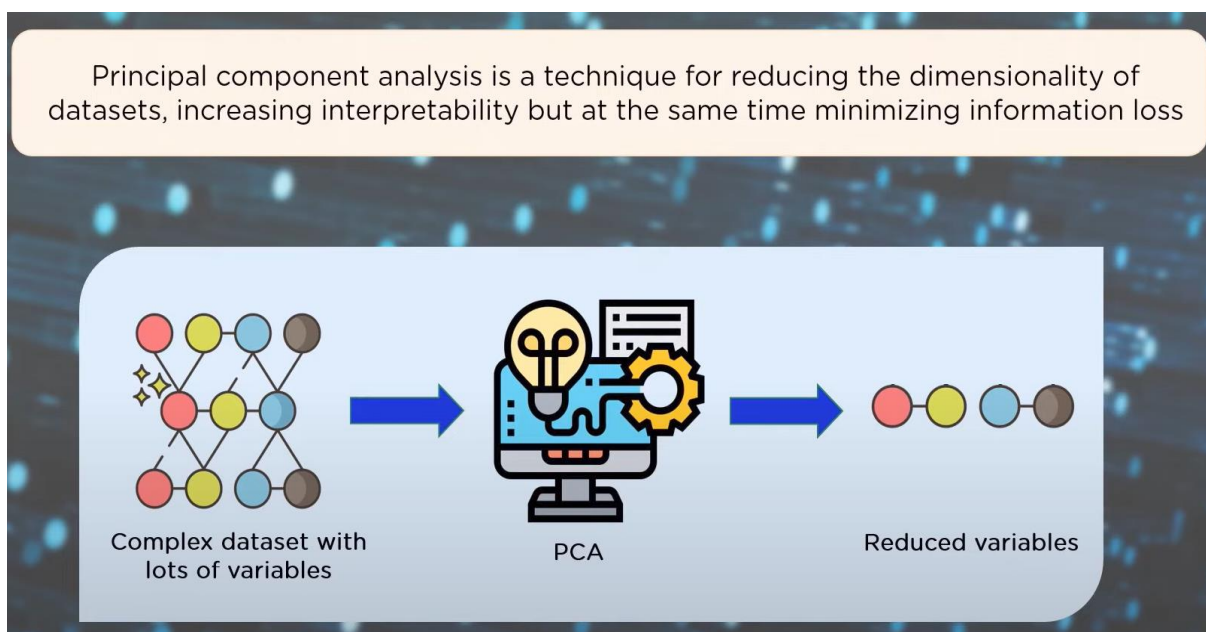 Principal component analysis is a technique for reducing the dimensionality of
datasets, increasing interpretability but at the same time minimizing information loss
Complex dataset with
lots of variables
PCA
Reduced variables